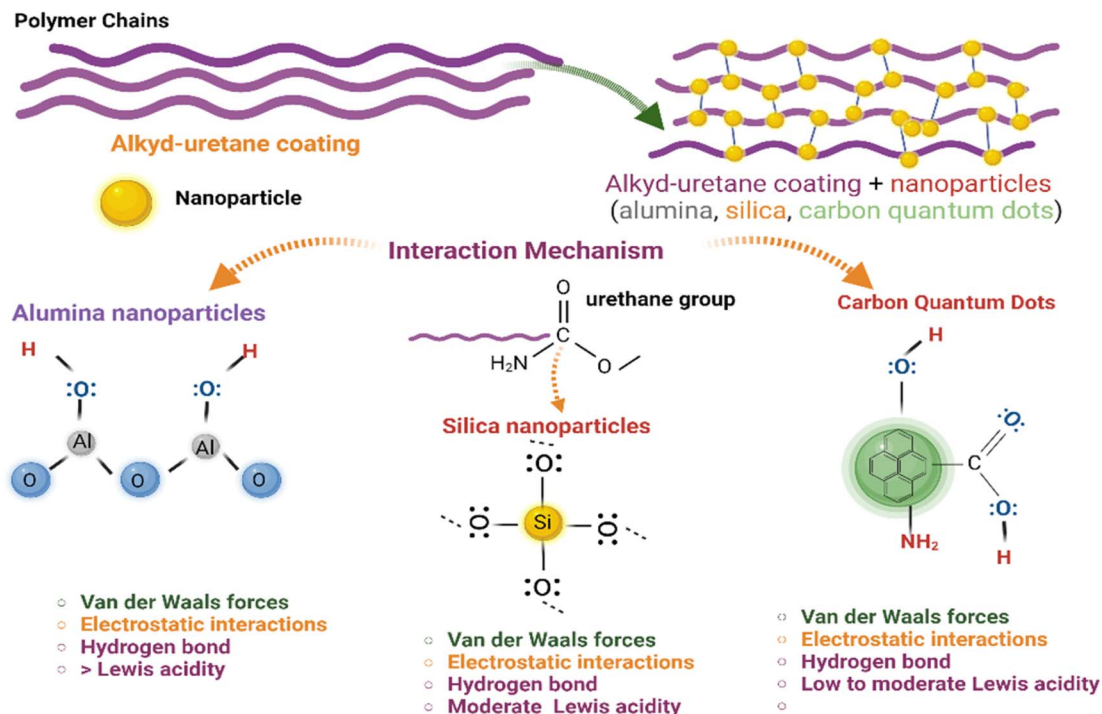 Polymer Chains
Alkyd-uretane coating
Nanoparticle
Alkyd-uretane coating + nanoparticles
(alumina, silica, carbon quantum dots)
Interaction Mechanism
Alumina nanoparticles
H H
:O: :O:
Al Al
O O O
O
urethane group
C
H₂N O
Silica nanoparticles
:O:
:O: Si :O:
:O:
Carbon Quantum Dots
H
:O:
O:
C
:O:
NH₂
H
Van der Waals forces
Electrostatic interactions
Hydrogen bond
> Lewis acidity
Van der Waals forces
Electrostatic interactions
Hydrogen bond
Moderate Lewis acidity
Van der Waals forces
Electrostatic interactions
Hydrogen bond
Low to moderate Lewis acidity